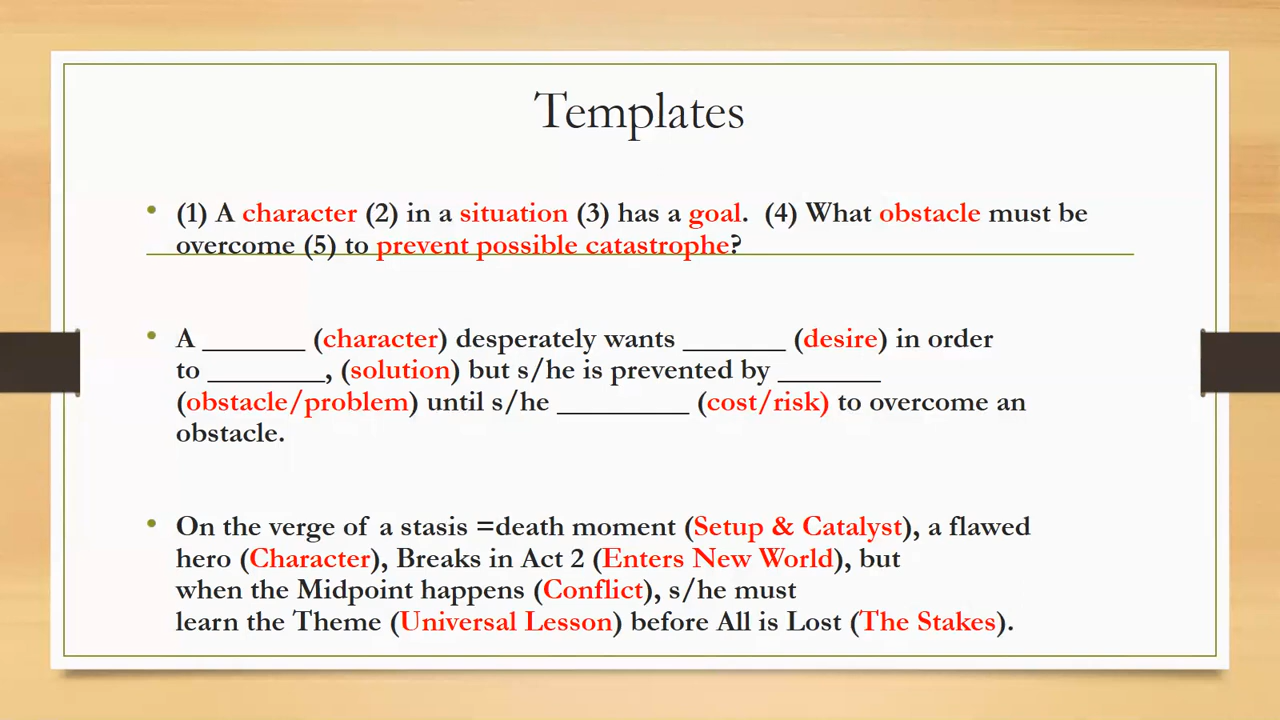 Templates
• (1) A character (2) in a situation (3) has a goal. (4) What obstacle must be
overcome (5) to prevent possible catastrophe?
• A _______ (character) desperately wants _______ (desire) in order
to ________, (solution) but s/he is prevented by _______
(obstacle/problem) until s/he _________ (cost/risk) to overcome an
obstacle.
• On the verge of a stasis =death moment (Setup & Catalyst), a flawed
hero (Character), Breaks in Act 2 (Enters New World), but
when the Midpoint happens (Conflict), s/he must
learn the Theme (Universal Lesson) before All is Lost (The Stakes).